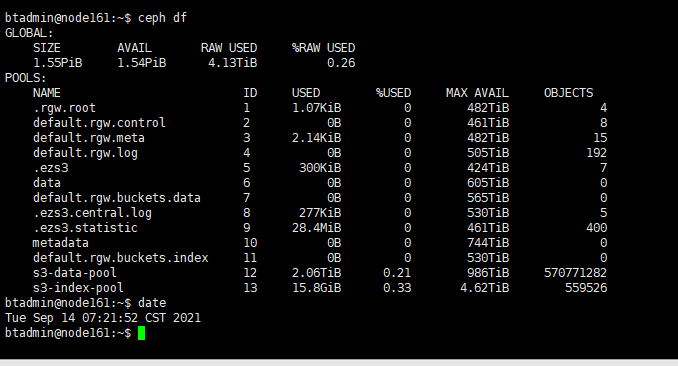 btadmin@node161:~$ ceph df
GLOBAL:
    SIZE        AVAIL       RAW USED     %RAW USED
    1.55PiB     1.54PiB      4.13TiB          0.26
POOLS:
    NAME                          ID     USED        %USED     MAX AVAIL     OBJECTS
    .rgw.root                     1      1.07KiB         0        482TiB             4
    default.rgw.control           2           0B         0        461TiB             8
    default.rgw.meta              3      2.14KiB         0        482TiB            15
    default.rgw.log               4           0B         0        505TiB           192
    .ezs3                         5       300KiB         0        424TiB             7
    data                          6           0B         0        605TiB             0
    default.rgw.buckets.data      7           0B         0        565TiB             0
    .ezs3.central.log             8       277KiB         0        530TiB             5
    .ezs3.statistic               9      28.4MiB         0        461TiB           400
    metadata                      10          0B         0        744TiB             0
    default.rgw.buckets.index     11          0B         0        530TiB             0
    s3-data-pool                  12     2.06TiB      0.21        986TiB     570771282
    s3-index-pool                 13     15.8GiB      0.33       4.62TiB        559526
btadmin@node161:~$ date
Tue Sep 14 07:21:52 CST 2021
btadmin@node161:~$